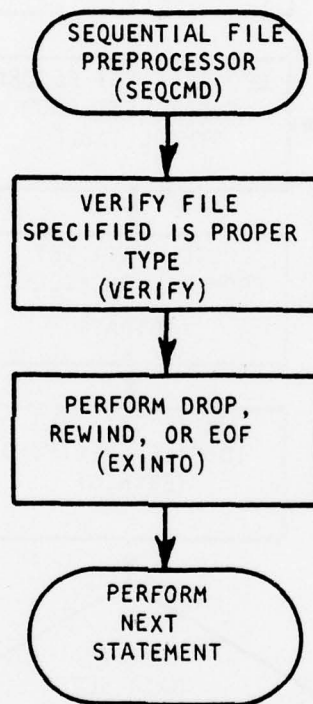 SEQUENTIAL FILE
PREPROCESSOR
(SEQCMD)
VERIFY FILE
SPECIFIED IS PROPER
TYPE
(VERIFY)
PERFORM DROP,
REWIND, OR EOF
(EXINTO)
PERFORM
NEXT
STATEMENT